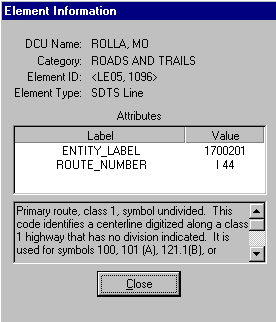 Element Information
DCU Name: ROLLA, MO
Category: ROADS AND TRAILS
Element ID: <LE05, 1096>
Element Type: SDTS Line
Attributes
Label Value
ENTITY_LABEL 1700201
ROUTE_NUMBER I 44
Primary route, class 1, symbol undivided. This
code identifies a centerline digitized along a class
1 highway that has no division indicated. It is
used for symbols 100, 101 (A), 121.1(B), or
Close